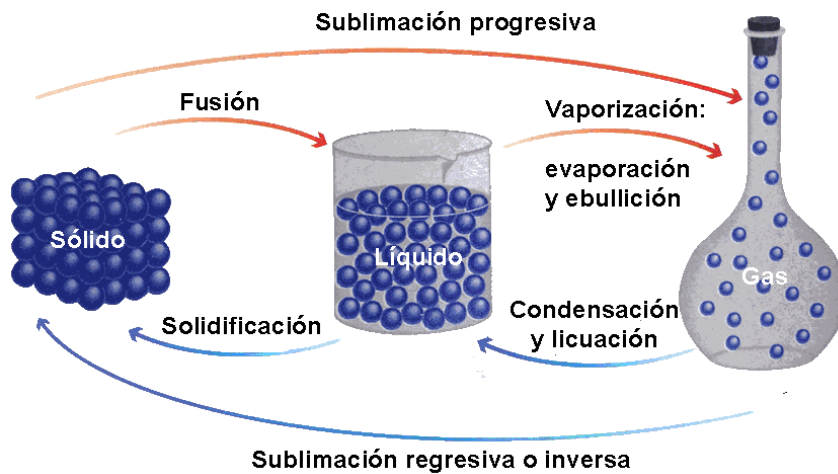 Sublimación progresiva
Fusión
Vaporización:
evaporación
y ebullición
Sólido
Líquido
Gas
Solidificación
Condensación
y licuación
Sublimación regresiva o inversa